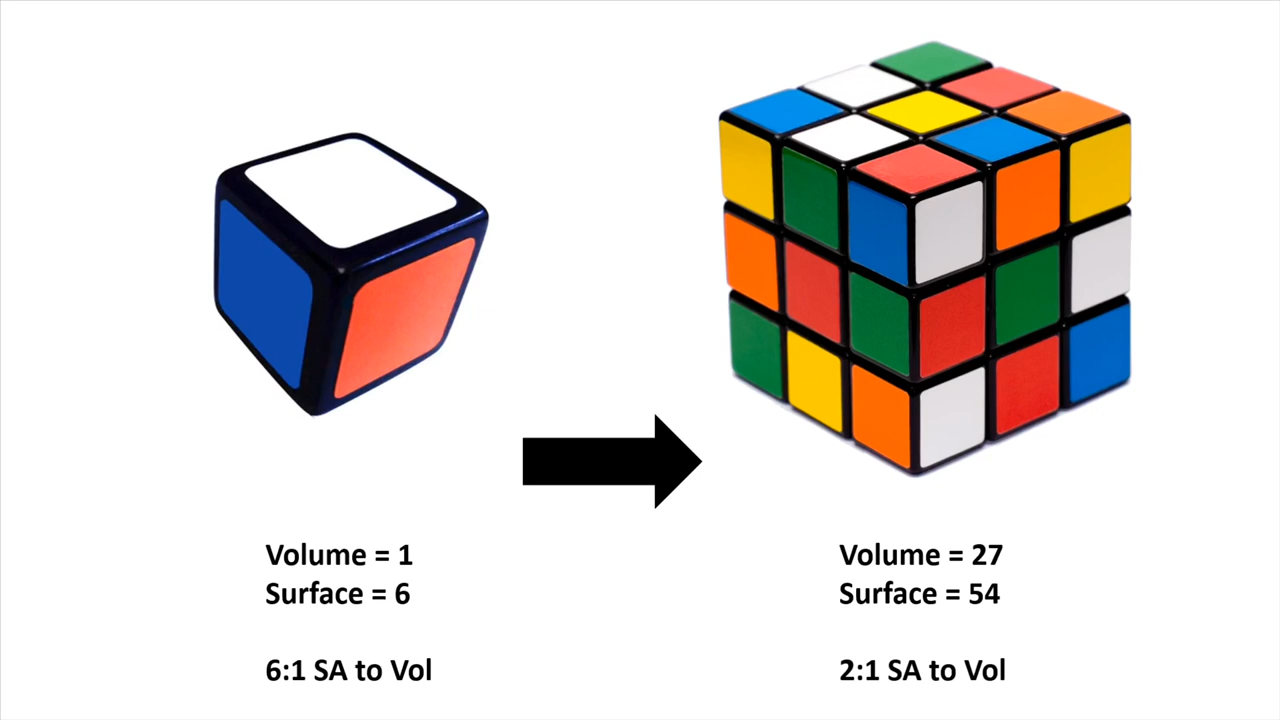 Volume = 1
Surface = 6
6:1 SA to Vol
Volume = 27
Surface = 54
2:1 SA to Vol